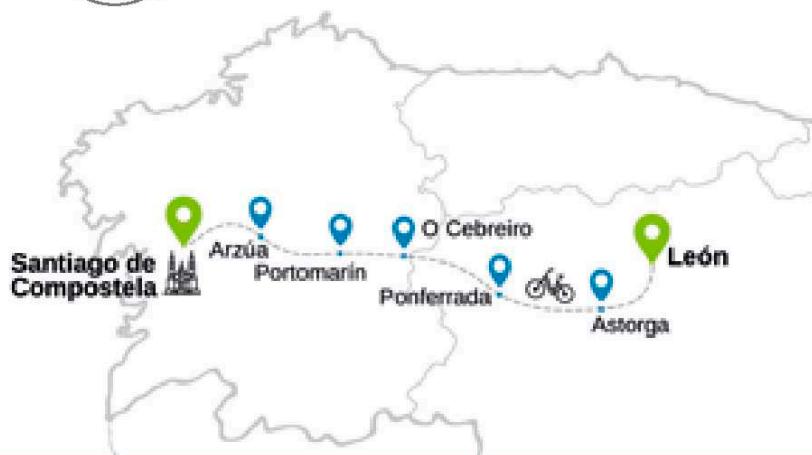 O Cebreiro
Arzúa
Santiago de
Compostela
Portomarín
León
Ponferrada
Astorga